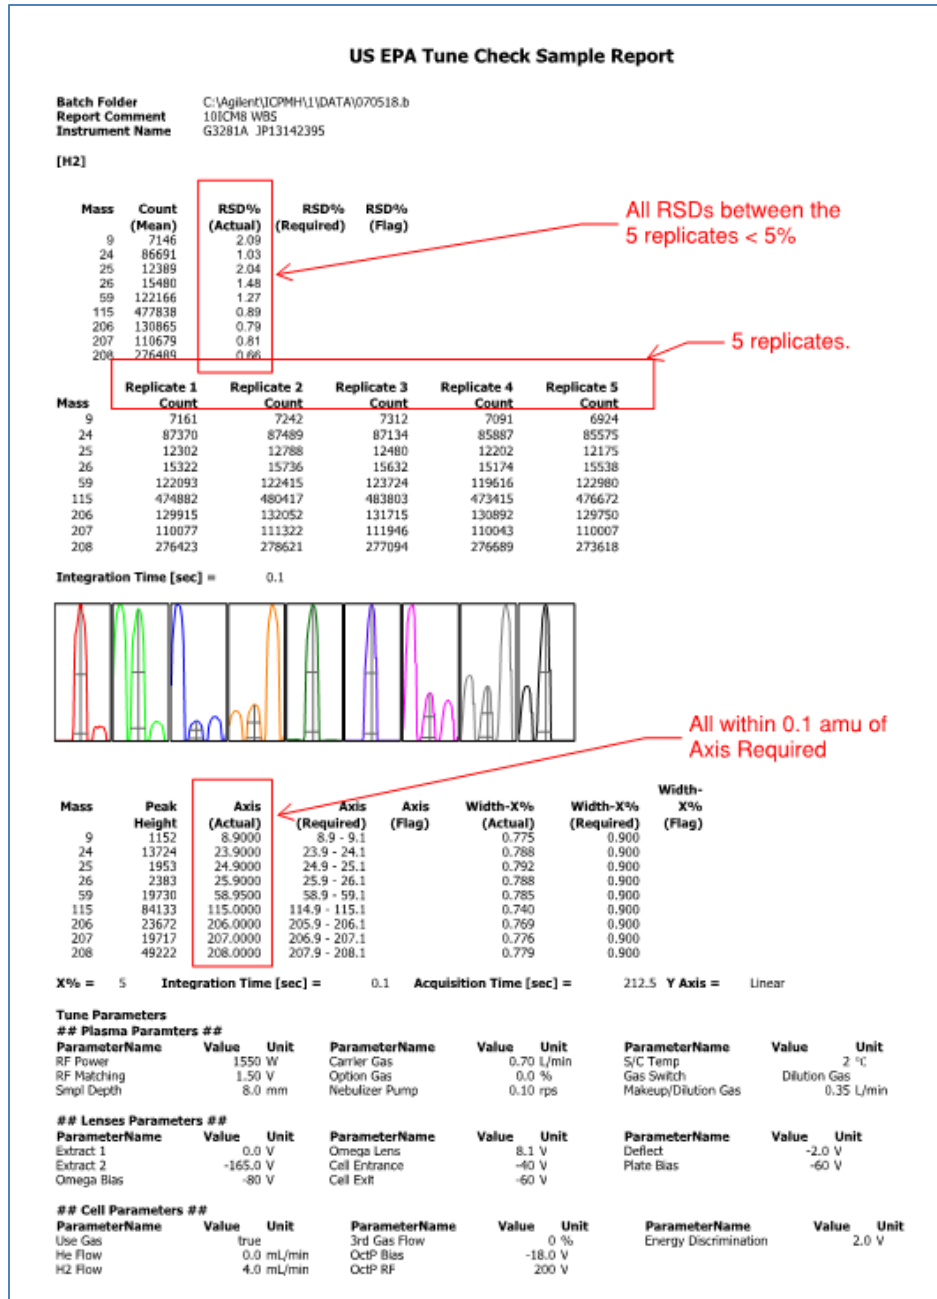 US EPA Tune Check Sample Report
Batch Folder C:\Agilent\ICPMH\1\DATA\070518.b
Report Comment 10ICM8 WBS
Instrument Name G3281A JP13142395
[H2]
Mass Count RSD% RSD% RSD%
(Mean) (Actual) (Required) (Flag)
9 7146 2.09
24 86691 1.03
25 12389 2.04
26 15480 1.48
59 122166 1.27
115 477838 0.89
206 130865 0.79
207 110679 0.81
208 276489 0.66
All RSDs between the
5 replicates < 5%
5 replicates.
Replicate 1 Replicate 2 Replicate 3 Replicate 4 Replicate 5
Mass Count Count Count Count Count
9 7161 7242 7312 7091 6924
24 87370 87489 87134 85887 85575
25 12302 12788 12480 12202 12175
26 15322 15736 15632 15174 15538
59 122093 122415 123724 119616 122980
115 474882 480417 483803 473415 476672
206 129915 132052 131715 130892 129750
207 110077 111322 111946 110043 110007
208 276423 278621 277094 276689 273618
Integration Time [sec] = 0.1
All within 0.1 amu of
Axis Required
Width-
Mass Peak Axis Axis Axis Width-X% Width-X% X%
Height (Actual) (Required) (Flag) (Actual) (Required) (Flag)
9 1152 8.9000 8.9 - 9.1 0.775 0.900
24 13724 23.9000 23.9 - 24.1 0.788 0.900
25 1953 24.9000 24.9 - 25.1 0.792 0.900
26 2383 25.9000 25.9 - 26.1 0.788 0.900
59 19730 58.9500 58.9 - 59.1 0.785 0.900
115 84133 115.0000 114.9 - 115.1 0.740 0.900
206 23672 206.0000 205.9 - 206.1 0.769 0.900
207 19717 207.0000 206.9 - 207.1 0.776 0.900
208 49222 208.0000 207.9 - 208.1 0.779 0.900
X% = 5 Integration Time [sec] = 0.1 Acquisition Time [sec] = 212.5 Y Axis = Linear
Tune Parameters
## Plasma Paramters ##
ParameterName Value Unit ParameterName Value Unit ParameterName Value Unit
RF Power 1550 W Carrier Gas 0.70 L/min S/C Temp 2 °C
RF Matching 1.50 V Option Gas 0.0 % Gas Switch Dilution Gas
Smpl Depth 8.0 mm Nebulizer Pump 0.10 rps Makeup/Dilution Gas 0.35 L/min
## Lenses Parameters ##
ParameterName Value Unit ParameterName Value Unit ParameterName Value Unit
Extract 1 0.0 V Omega Lens 8.1 V Deflect -2.0 V
Extract 2 -165.0 V Cell Entrance -40 V Plate Bias -60 V
Omega Bias -80 V Cell Exit -60 V
## Cell Parameters ##
ParameterName Value Unit ParameterName Value Unit ParameterName Value Unit
Use Gas true 3rd Gas Flow 0 % Energy Discrimination 2.0 V
He Flow 0.0 mL/min OctP Bias -18.0 V
H2 Flow 4.0 mL/min OctP RF 200 V